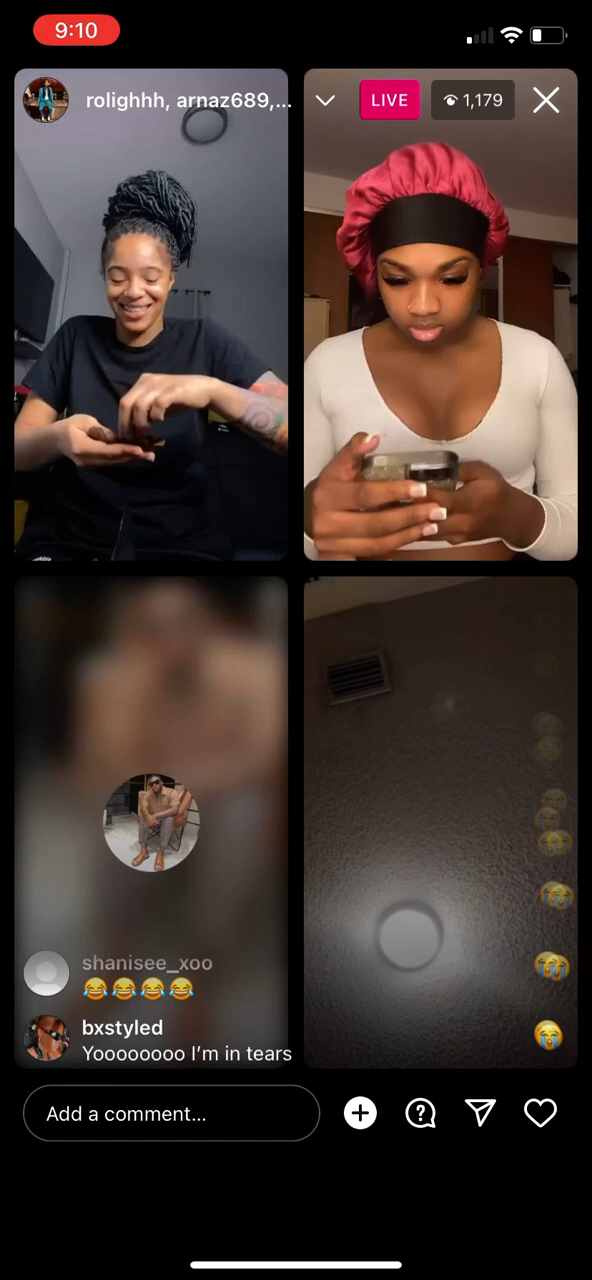 9:10
rolighhh, arnaz689,...
LIVE
1,179
shanisee_xoo
😂😂😂😂
bxstyled
Yoooooooo I’m in tears
Add a comment...